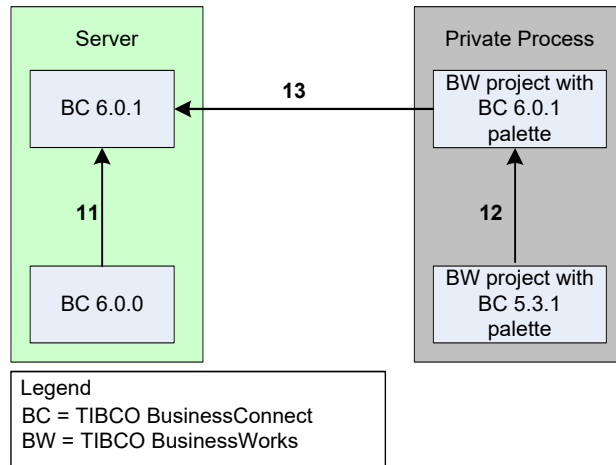 Server
Private Process
BC 6.0.1
13
BW project with
BC 6.0.1
palette
11
12
BC 6.0.0
BW project with
BC 5.3.1
palette
Legend
BC = TIBCO BusinessConnect
BW = TIBCO BusinessWorks